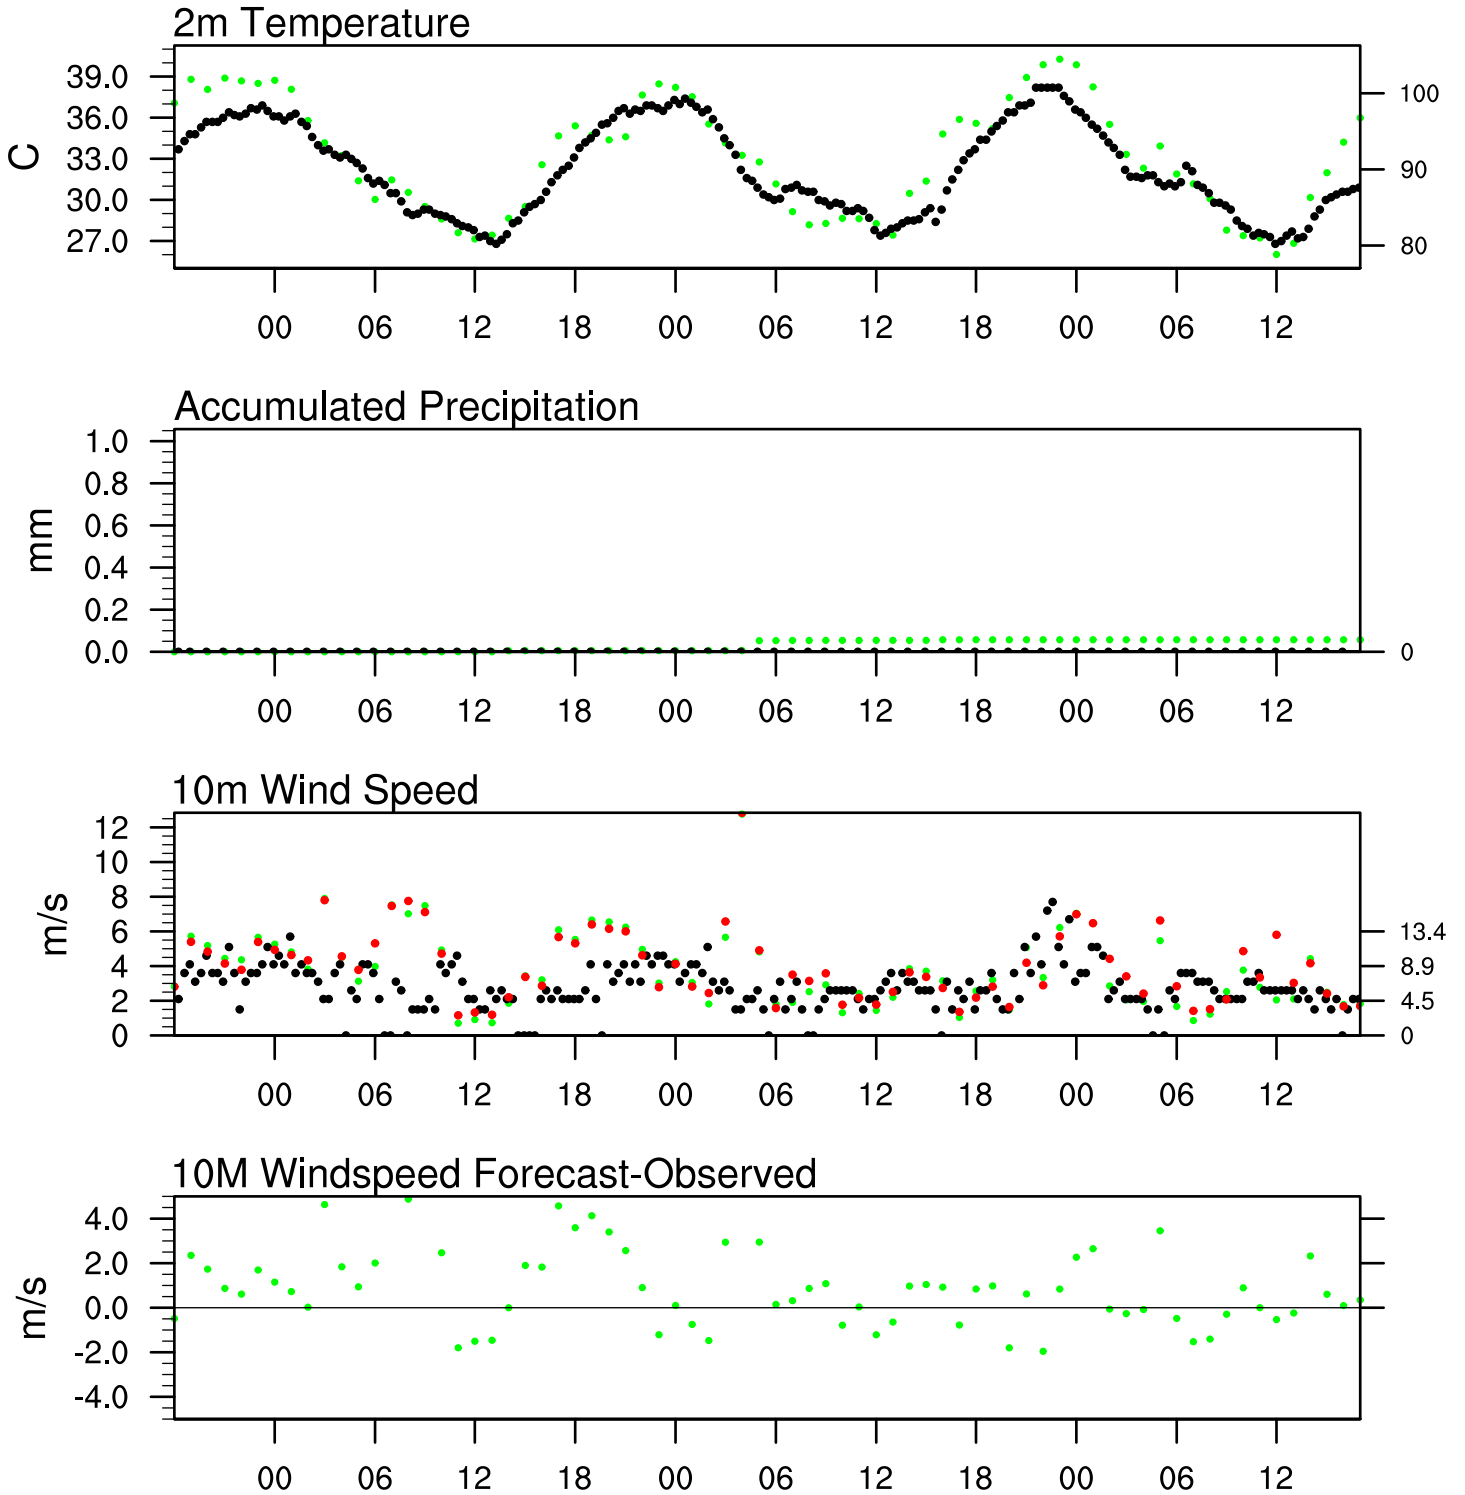 2m Temperature
39.0
36.0
33.0
30.0
27.0
C
100
90
80
00 06 12 18 00 06 12 18 00 06 12
Accumulated Precipitation
1.0
0.8
0.6
0.4
0.2
0.0
mm
0
00 06 12 18 00 06 12 18 00 06 12
10m Wind Speed
12
10
8
6
4
2
0
m/s
13.4
8.9
4.5
0
00 06 12 18 00 06 12 18 00 06 12
10M Windspeed Forecast-Observed
4.0
2.0
0.0
-2.0
-4.0
m/s
00 06 12 18 00 06 12 18 00 06 12